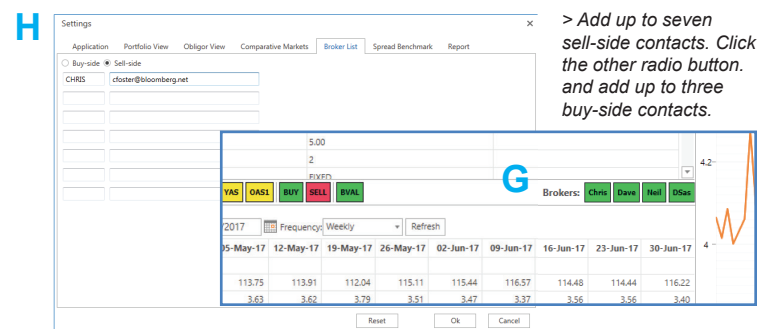 H
Settings ×
Application Portfolio View Obligor View Comparative Markets Broker List Spread Benchmark Report
Buy-side Sell-side
CHRIS cfoster@bloomberg.net
> Add up to seven
sell-side contacts. Click
the other radio button.
and add up to three
buy-side contacts.
5.00
2
FIXED
G
YAS OAS1 BUY SELL BVAL Brokers: Chris Dave Neil DSas
/2017 Frequency: Weekly Refresh
05-May-17 12-May-17 19-May-17 26-May-17 02-Jun-17 09-Jun-17 16-Jun-17 23-Jun-17 30-Jun-17
113.75 113.91 112.04 115.11 115.44 116.57 114.48 114.44 116.22
3.63 3.62 3.79 3.51 3.47 3.37 3.56 3.56 3.40
4.2
4
Reset Ok Cancel